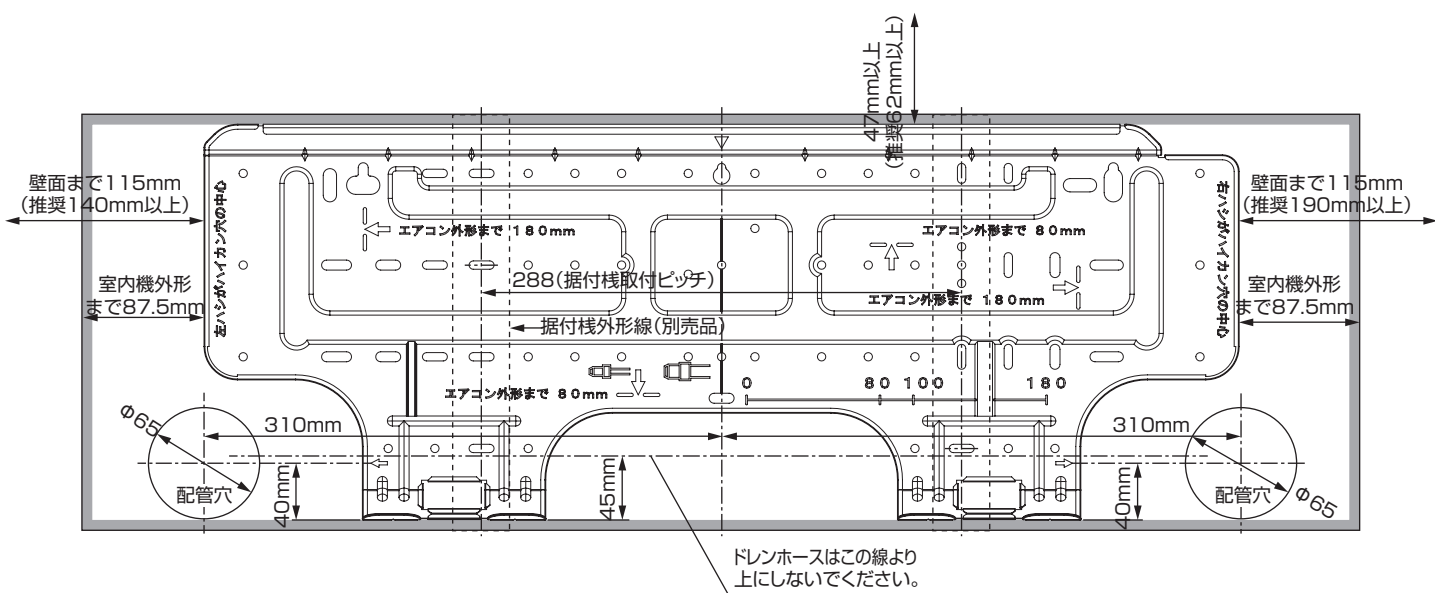 47mm以上
(推奨62mm以上)
壁面まで115mm
(推奨140mm以上)
壁面まで115mm
(推奨190mm以上)
左ハシがハイカン穴の中心
右ハシがハイカン穴の中心
エアコン外形まで 180mm
エアコン外形まで 80mm
室内機外形
まで87.5mm
288(据付桟取付ピッチ)
エアコン外形まで 180mm
室内機外形
まで87.5mm
据付桟外形線(別売品)
エアコン外形まで 80mm
0 80 100 180
Φ65
310mm
310mm
配管穴
40mm
45mm
40mm
配管穴
Φ65
ドレンホースはこの線より
上にしないでください。